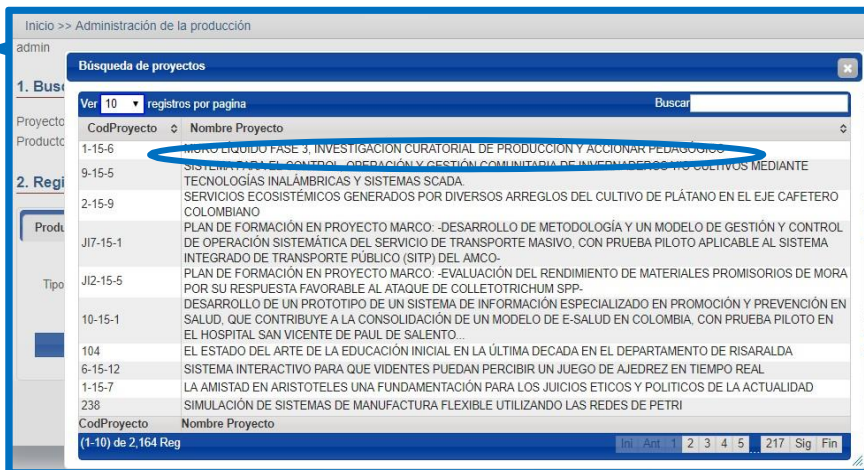 Inicio >> Administración de la producción
admin
Búsqueda de proyectos
1. Bus
Ver 10 registros por pagina Buscar
Proyecto
Producto
CodProyecto Nombre Proyecto
1-15-6 MURO LÍQUIDO FASE 3, INVESTIGACIÓN CURATORIAL DE PRODUCCIÓN Y ACCIONAR PEDAGÓGICO
9-15-5 SISTEMA PARA EL CONTROL, OPERACIÓN Y GESTIÓN COMUNITARIA DE INVERNADEROS Y/O CULTIVOS MEDIANTE
TECNOLOGÍAS INALÁMBRICAS Y SISTEMAS SCADA.
2. Regi
2-15-9 SERVICIOS ECOSISTÉMICOS GENERADOS POR DIVERSOS ARREGLOS DEL CULTIVO DE PLÁTANO EN EL EJE CAFETERO
COLOMBIANO
Produ
JI7-15-1 PLAN DE FORMACIÓN EN PROYECTO MARCO: -DESARROLLO DE METODOLOGÍA Y UN MODELO DE GESTIÓN Y CONTROL
DE OPERACIÓN SISTEMÁTICA DEL SERVICIO DE TRANSPORTE MASIVO, CON PRUEBA PILOTO APLICABLE AL SISTEMA
INTEGRADO DE TRANSPORTE PÚBLICO (SITP) DEL AMCO-
Tipo
JI2-15-5 PLAN DE FORMACIÓN EN PROYECTO MARCO: -EVALUACIÓN DEL RENDIMIENTO DE MATERIALES PROMISORIOS DE MORA
POR SU RESPUESTA FAVORABLE AL ATAQUE DE COLLETOTRICHUM SPP-
10-15-1 DESARROLLO DE UN PROTOTIPO DE UN SISTEMA DE INFORMACIÓN ESPECIALIZADO EN PROMOCIÓN Y PREVENCIÓN EN
SALUD, QUE CONTRIBUYE A LA CONSOLIDACIÓN DE UN MODELO DE E-SALUD EN COLOMBIA, CON PRUEBA PILOTO EN
EL HOSPITAL SAN VICENTE DE PAUL DE SALENTO...
104 EL ESTADO DEL ARTE DE LA EDUCACIÓN INICIAL EN LA ÚLTIMA DECADA EN EL DEPARTAMENTO DE RISARALDA
6-15-12 SISTEMA INTERACTIVO PARA QUE VIDENTES PUEDAN PERCIBIR UN JUEGO DE AJEDREZ EN TIEMPO REAL
1-15-7 LA AMISTAD EN ARISTOTELES UNA FUNDAMENTACIÓN PARA LOS JUICIOS ETICOS Y POLITICOS DE LA ACTUALIDAD
238 SIMULACIÓN DE SISTEMAS DE MANUFACTURA FLEXIBLE UTILIZANDO LAS REDES DE PETRI
CodProyecto Nombre Proyecto
(1-10) de 2,164 Reg Ini Ant 1 2 3 4 5 ... 217 Sig Fin